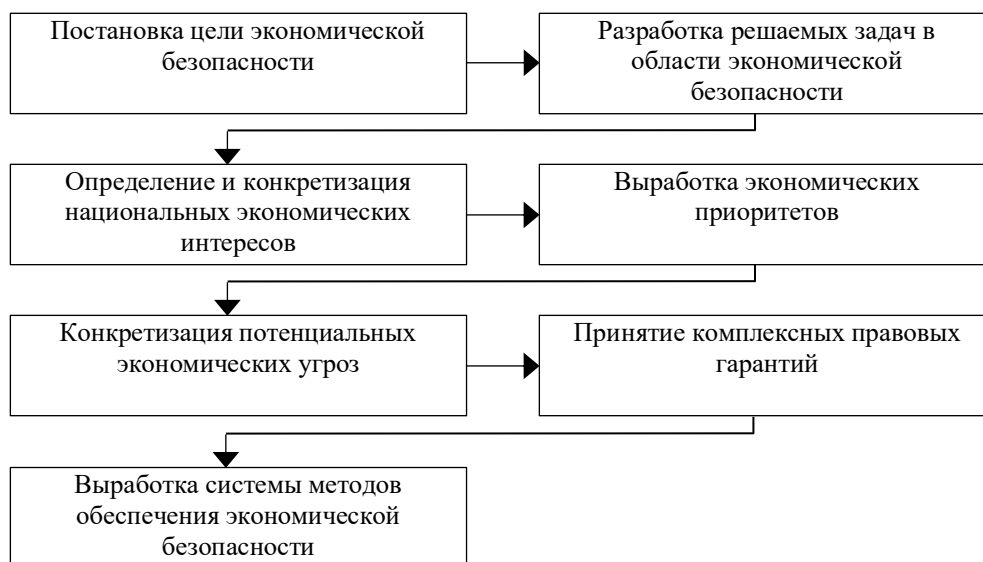 Постановка цели экономической
безопасности
Разработка решаемых задач в
области экономической
безопасности
Определение и конкретизация
национальных экономических
интересов
Выработка экономических
приоритетов
Конкретизация потенциальных
экономических угроз
Принятие комплексных правовых
гарантий
Выработка системы методов
обеспечения экономической
безопасности